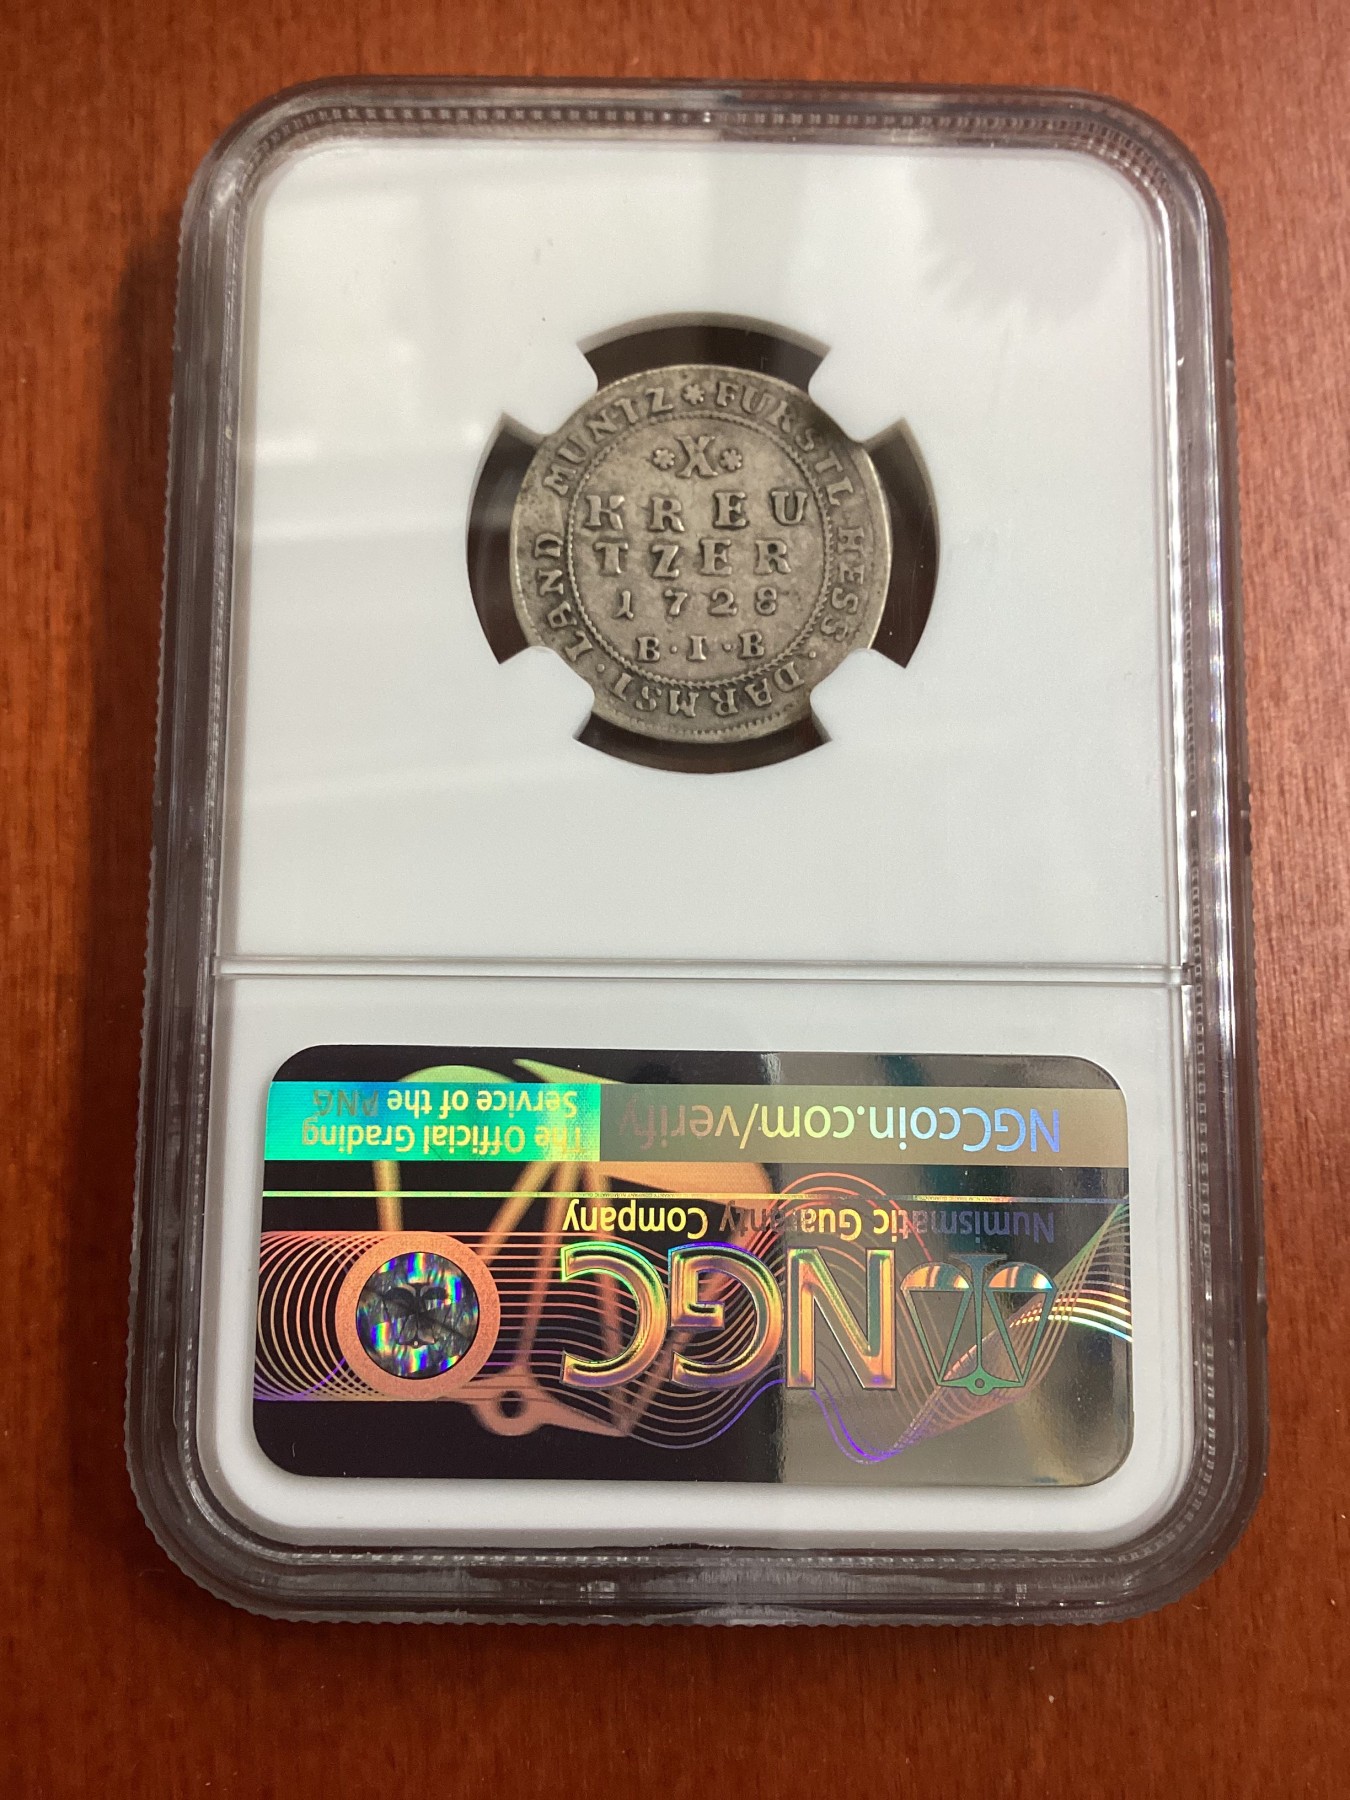 * FURSTL HESS · DARMST · LAND MUNTZ
* X *
KREU
TZER
1728
B·I·B
NGCcoin.com/verify
The Official Grading
Service of the PNG
Numismatic Guaranty Company
NGC